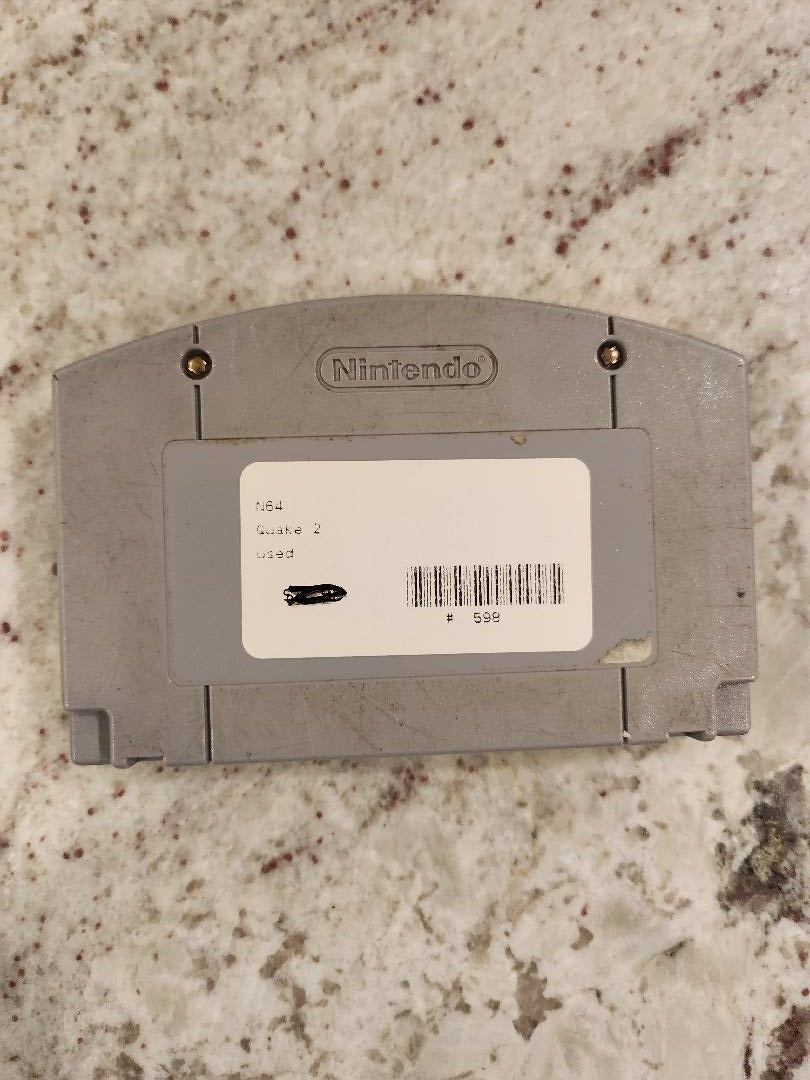 Nintendo®
N64
Quake 2
used
# 598